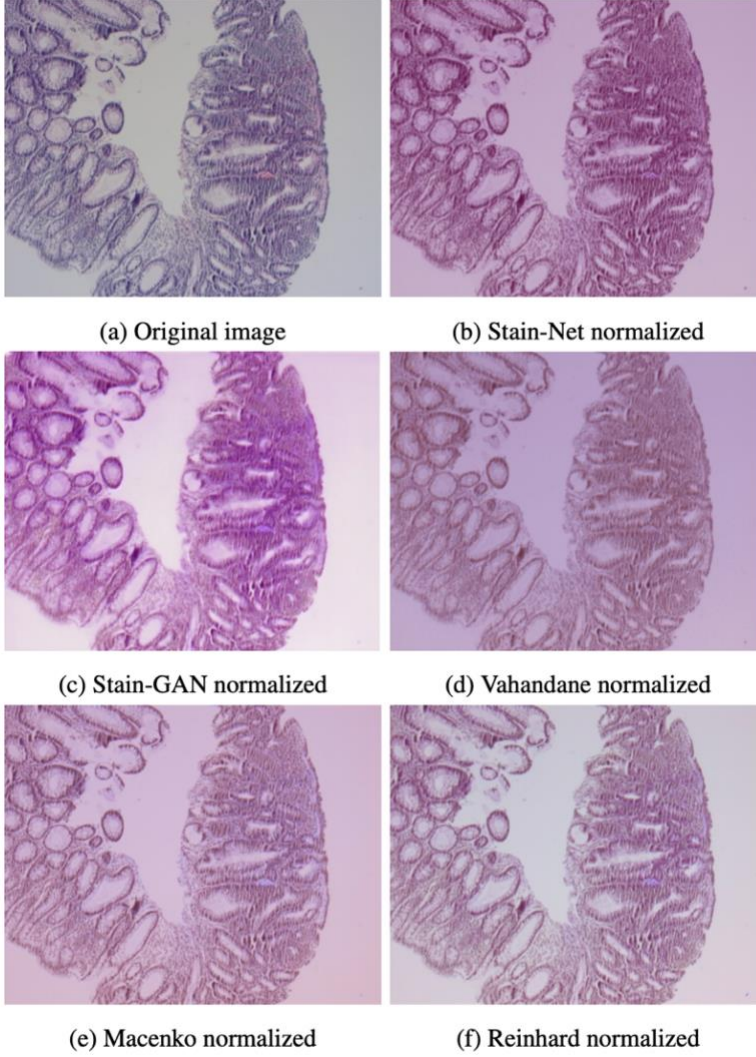 (a) Original image
(b) Stain-Net normalized
(c) Stain-GAN normalized
(d) Vahandane normalized
(e) Macenko normalized
(f) Reinhard normalized